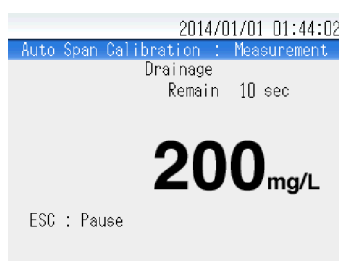 2014/01/01 01:44:02
Auto Span Calibration : Measurement
Drainage
Remain 10 sec
200mg/L
ESC : Pause